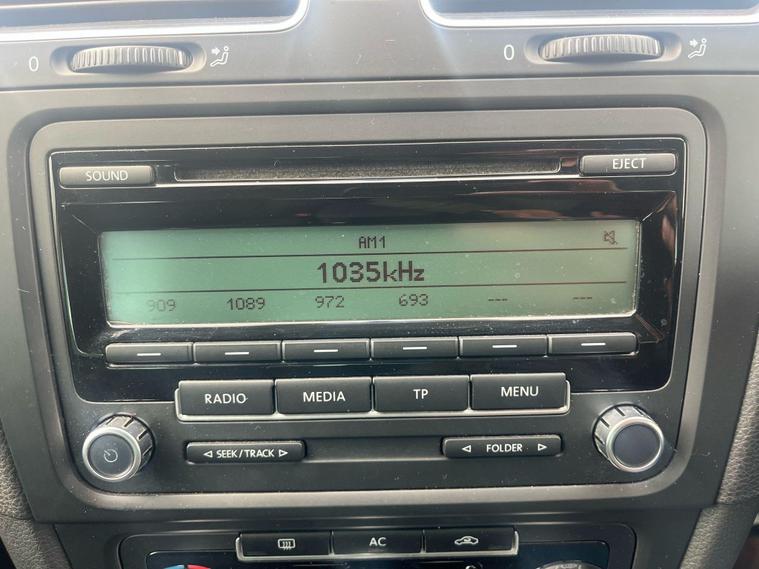 0 0
SOUND EJECT
AM1
1035kHz
909 1089 972 693 --- ---
RADIO MEDIA TP MENU
SEEK/TRACK FOLDER
AC